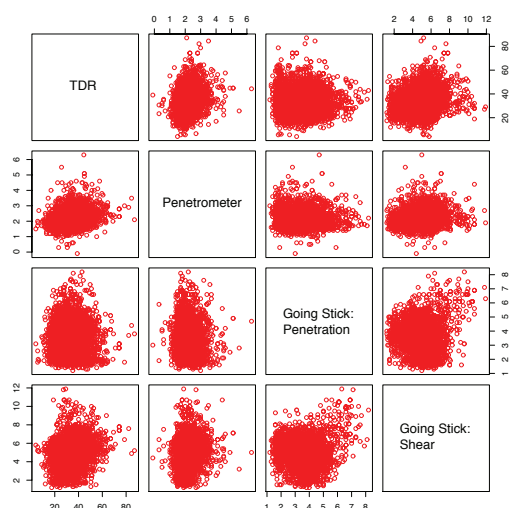 0 1 2 3 4 5 6
2 4 6 8 10 12
TDR
20 40 60 80
0 1 2 3 4 5 6
Penetrometer
Going Stick:
Penetration
1 2 3 4 5 6 7 8
2 4 6 8 10 12
Going Stick:
Shear
20 40 60 80
1 2 3 4 5 6 7 8